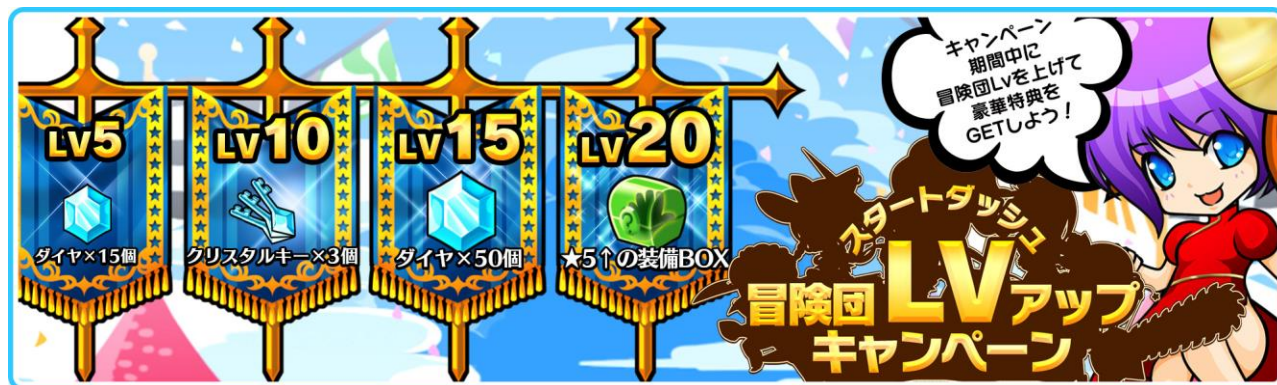 LV5
ダイヤ×15個
LV10
クリスタルキー×3個
LV15
ダイヤ×50個
LV20
★5↑の装備BOX
キャンペーン
期間中に
冒険団Lvを上げて
豪華特典を
GETしよう!
スタートダッシュ
冒険団LVアップ
キャンペーン